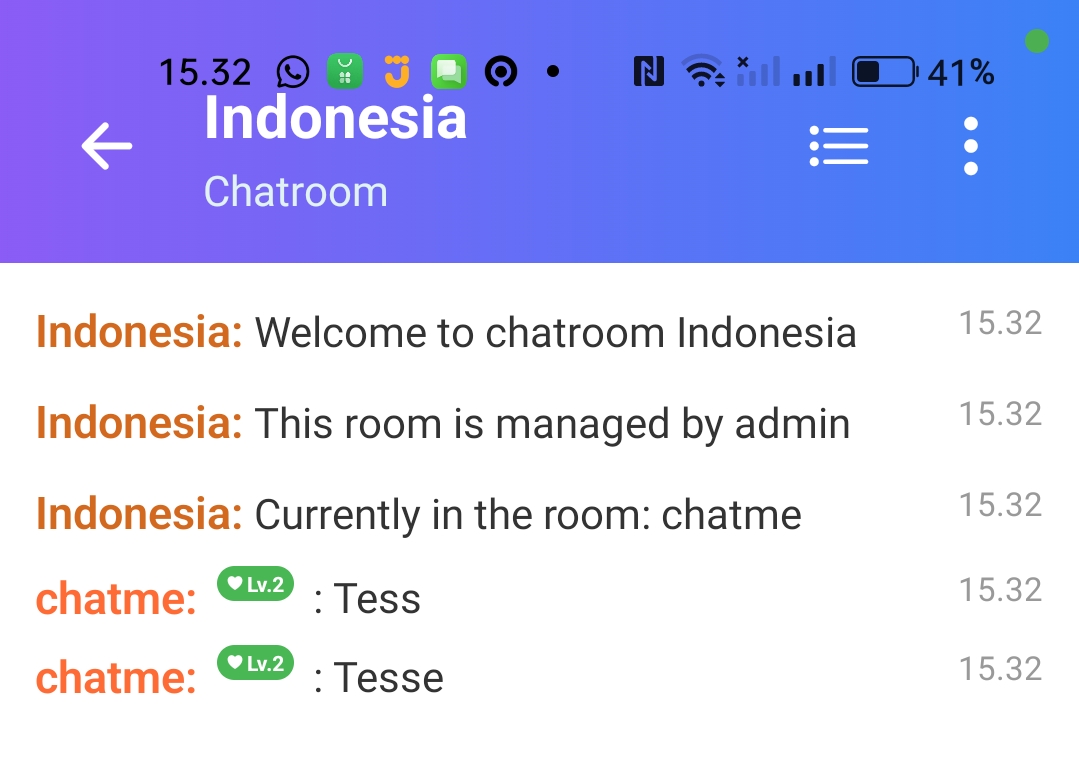 15.32 41%
Indonesia
Chatroom
Indonesia: Welcome to chatroom Indonesia 15.32
Indonesia: This room is managed by admin 15.32
Indonesia: Currently in the room: chatme 15.32
chatme: Lv.2 : Tess 15.32
chatme: Lv.2 : Tesse 15.32